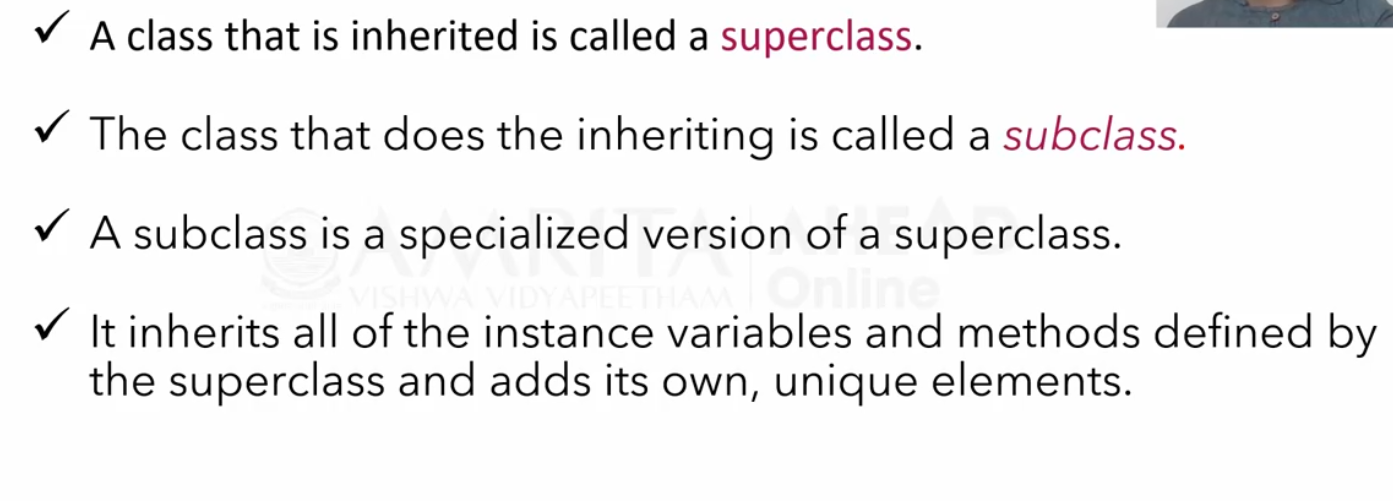 ✓ A class that is inherited is called a superclass.
✓ The class that does the inheriting is called a subclass.
✓ A subclass is a specialized version of a superclass.
AMRITA AHEAD
VISHWA VIDYAPEETHAM Online
✓ It inherits all of the instance variables and methods defined by
the superclass and adds its own, unique elements.